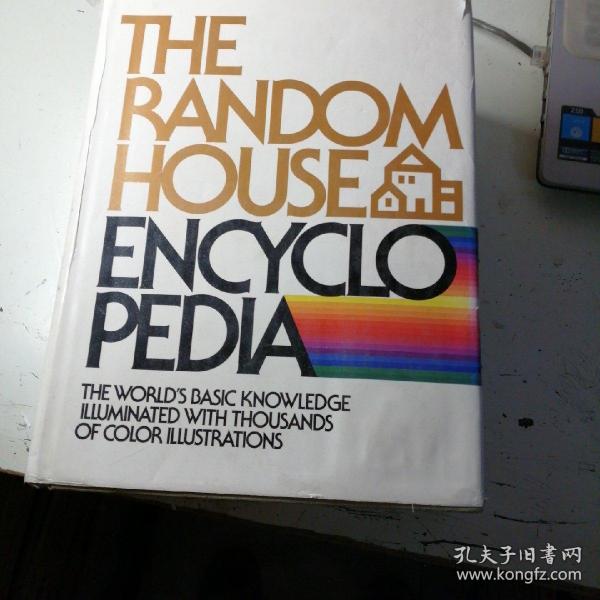 THE
RANDOM
HOUSE
ENCYCLO
PEDIA
THE WORLD'S BASIC KNOWLEDGE
ILLUMINATED WITH THOUSANDS
OF COLOR ILLUSTRATIONS
孔夫子旧书网
www.kongfz.com